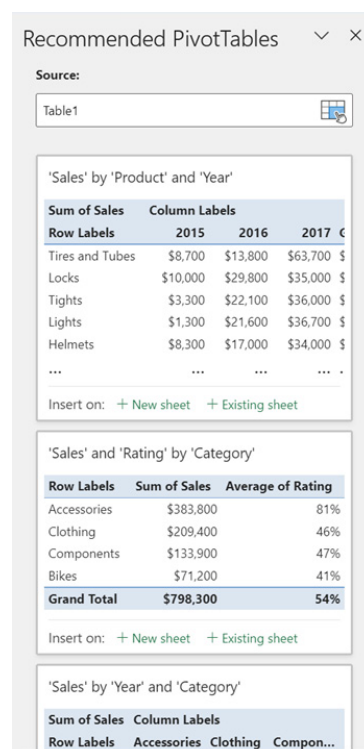 Recommended PivotTables
Source:
Table1
'Sales' by 'Product' and 'Year'
Sum of Sales Column Labels
Row Labels 2015 2016 2017
Tires and Tubes $8,700 $13,800 $63,700 $
Locks $10,000 $29,800 $35,000 $
Tights $3,300 $22,100 $36,000 $
Lights $1,300 $21,600 $36,700 $
Helmets $8,300 $17,000 $34,000 $
... ... ... ... .
Insert on: + New sheet + Existing sheet
'Sales' and 'Rating' by 'Category'
Row Labels Sum of Sales Average of Rating
Accessories $383,800 81%
Clothing $209,400 46%
Components $133,900 47%
Bikes $71,200 41%
Grand Total $798,300 54%
Insert on: + New sheet + Existing sheet
'Sales' by 'Year' and 'Category'
Sum of Sales Column Labels
Row Labels Accessories Clothing Compon...